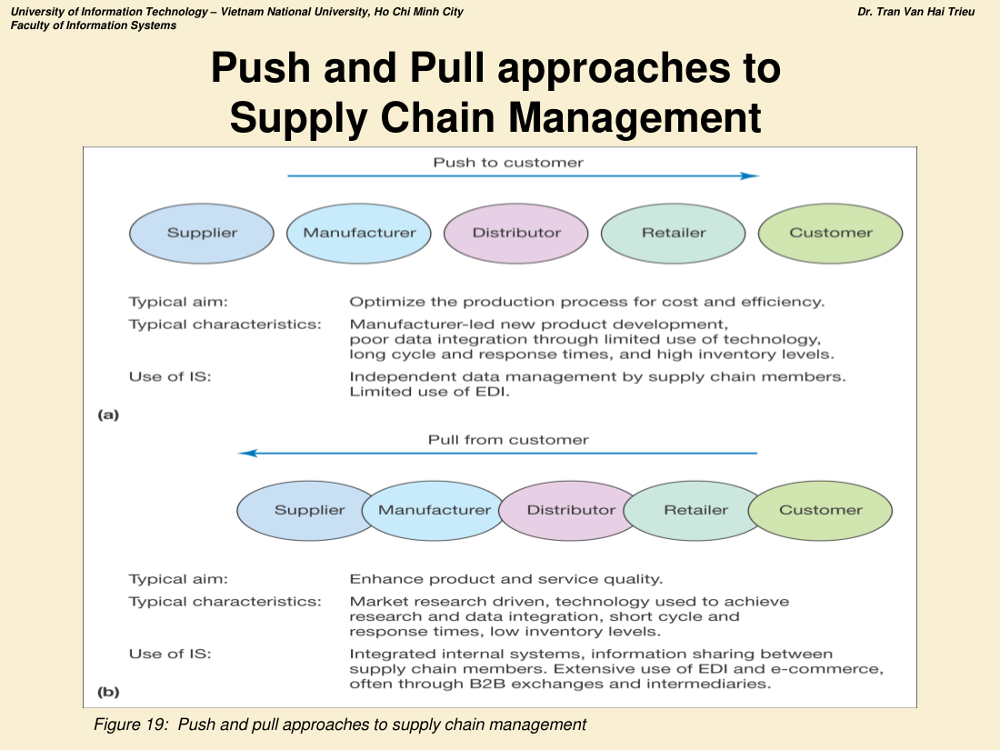 University of Information Technology – Vietnam National University, Ho Chi Minh City
Dr. Tran Van Hai Trieu
Faculty of Information Systems
Push and Pull approaches to
Supply Chain Management
Push to customer
Supplier
Manufacturer
Distributor
Retailer
Customer
Typical aim:
Optimize the production process for cost and efficiency.
Typical characteristics:
Manufacturer-led new product development,
poor data integration through limited use of technology,
long cycle and response times, and high inventory levels.
Use of IS:
Independent data management by supply chain members.
Limited use of EDI.
(a)
Pull from customer
Supplier
Manufacturer
Distributor
Retailer
Customer
Typical aim:
Enhance product and service quality.
Typical characteristics:
Market research driven, technology used to achieve
research and data integration, short cycle and
response times, low inventory levels.
Use of IS:
Integrated internal systems, information sharing between
supply chain members. Extensive use of EDI and e-commerce,
often through B2B exchanges and intermediaries.
(b)
Figure 19: Push and pull approaches to supply chain management